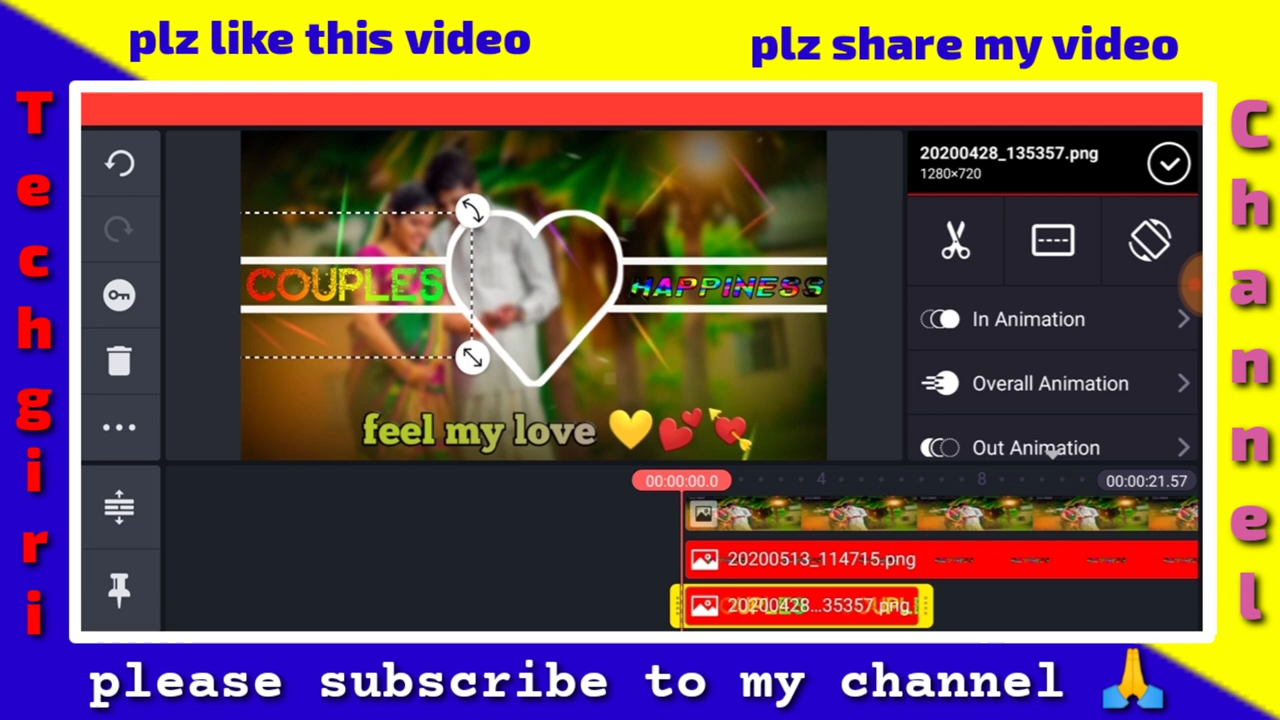 plz like this video
plz share my video
Techgiri
Channel
20200428_135357.png
1280×720
COUPLES
HAPPINESS
In Animation
Overall Animation
feel my love 💛💕💘
Out Animation
00:00:00.0
4
8
00:00:21.57
20200513_114715.png
20200428...35357.png
please subscribe to my channel 🙏